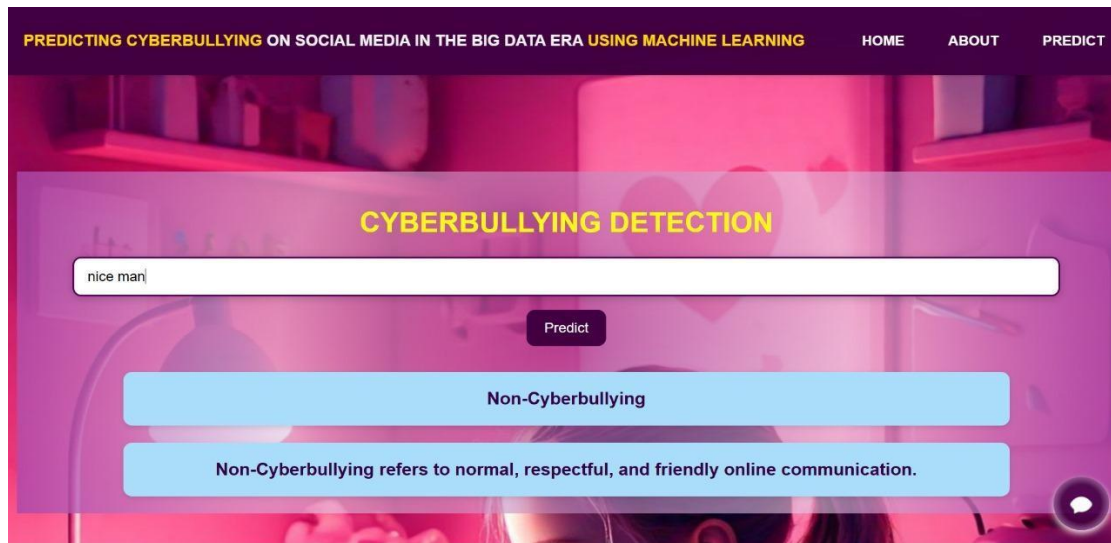 PREDICTING CYBERBULLYING ON SOCIAL MEDIA IN THE BIG DATA ERA USING MACHINE LEARNING HOME ABOUT PREDICT
CYBERBULLYING DETECTION
nice man
Predict
Non-Cyberbullying
Non-Cyberbullying refers to normal, respectful, and friendly online communication.